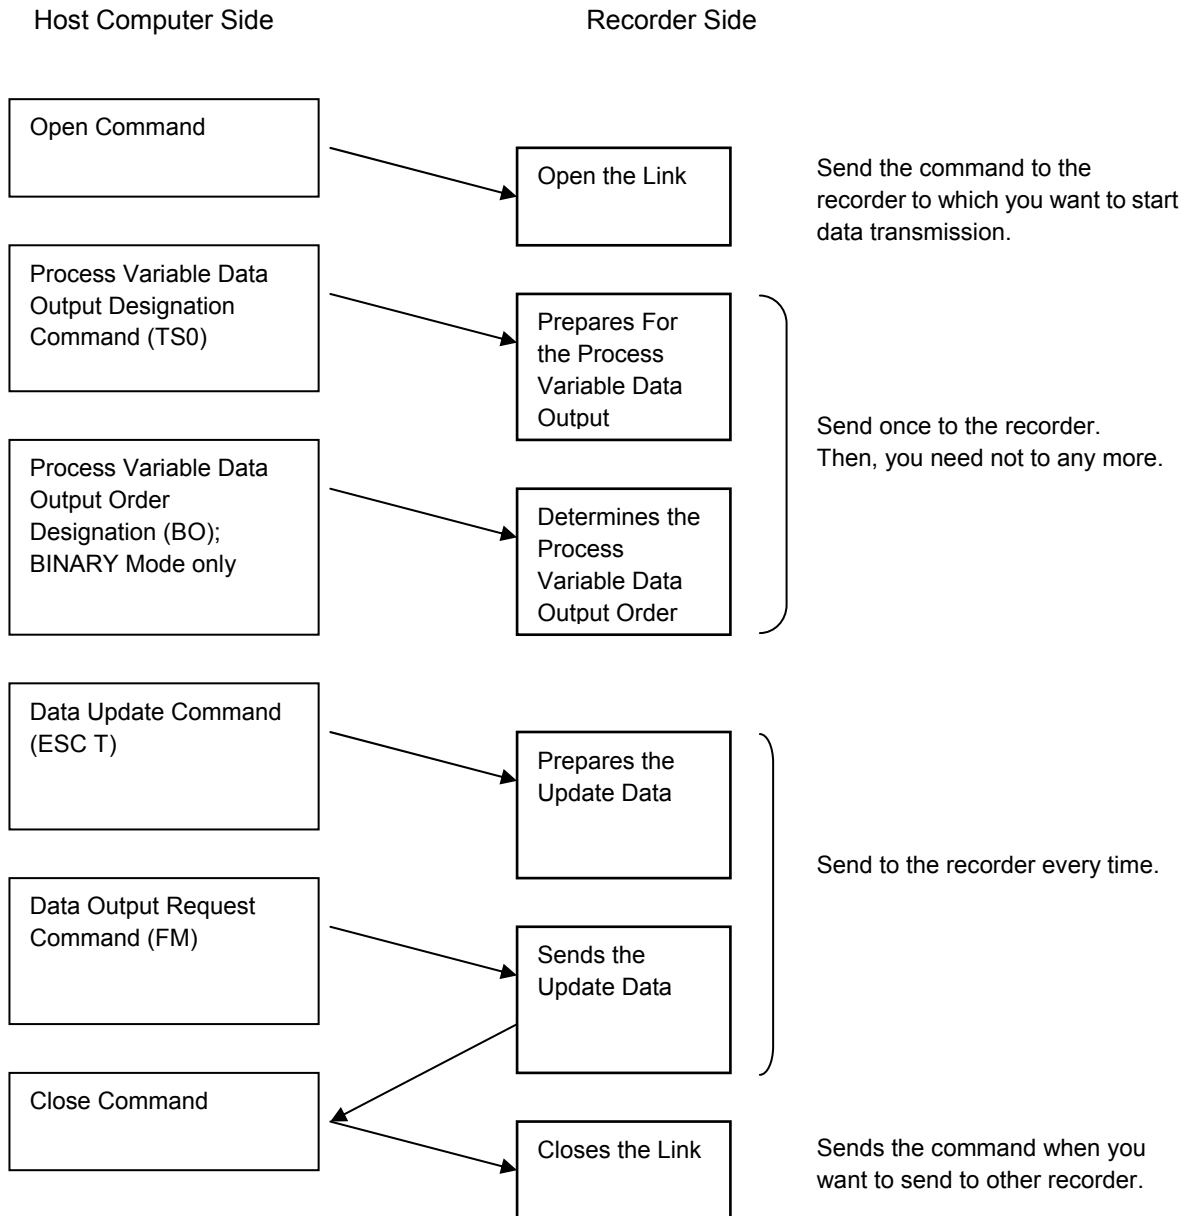 Host Computer Side
Recorder Side
Open Command
Open the Link
Send the command to the
recorder to which you want to start
data transmission.
Process Variable Data
Output Designation
Command (TS0)
Prepares For
the Process
Variable Data
Output
Send once to the recorder.
Then, you need not to any more.
Process Variable Data
Output Order
Designation (BO);
BINARY Mode only
Determines the
Process
Variable Data
Output Order
Data Update Command
(ESC T)
Prepares the
Update Data
Send to the recorder every time.
Data Output Request
Command (FM)
Sends the
Update Data
Close Command
Closes the Link
Sends the command when you
want to send to other recorder.